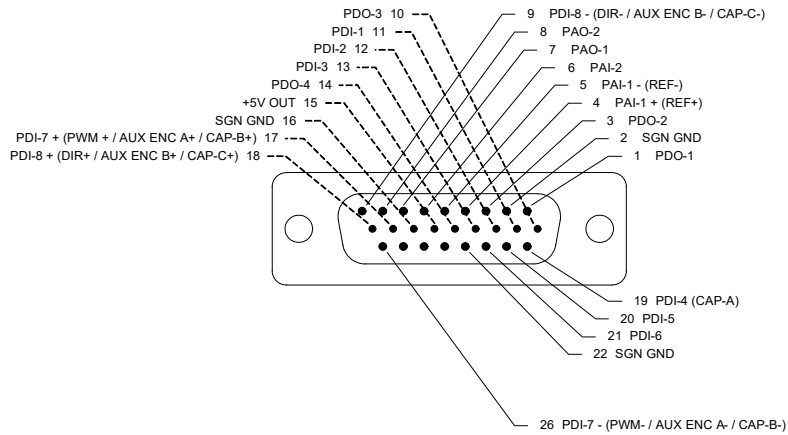 PDO-3 10
PDI-1 11
PDI-2 12
PDI-3 13
PDO-4 14
+5V OUT 15
SGN GND 16
PDI-7 + (PWM + / AUX ENC A+ / CAP-B+) 17
PDI-8 + (DIR+ / AUX ENC B+ / CAP-C+) 18
9 PDI-8 - (DIR- / AUX ENC B- / CAP-C-)
8 PAO-2
7 PAO-1
6 PAI-2
5 PAI-1 - (REF-)
4 PAI-1 + (REF+)
3 PDO-2
2 SGN GND
1 PDO-1
19 PDI-4 (CAP-A)
20 PDI-5
21 PDI-6
22 SGN GND
26 PDI-7 - (PWM- / AUX ENC A- / CAP-B-)